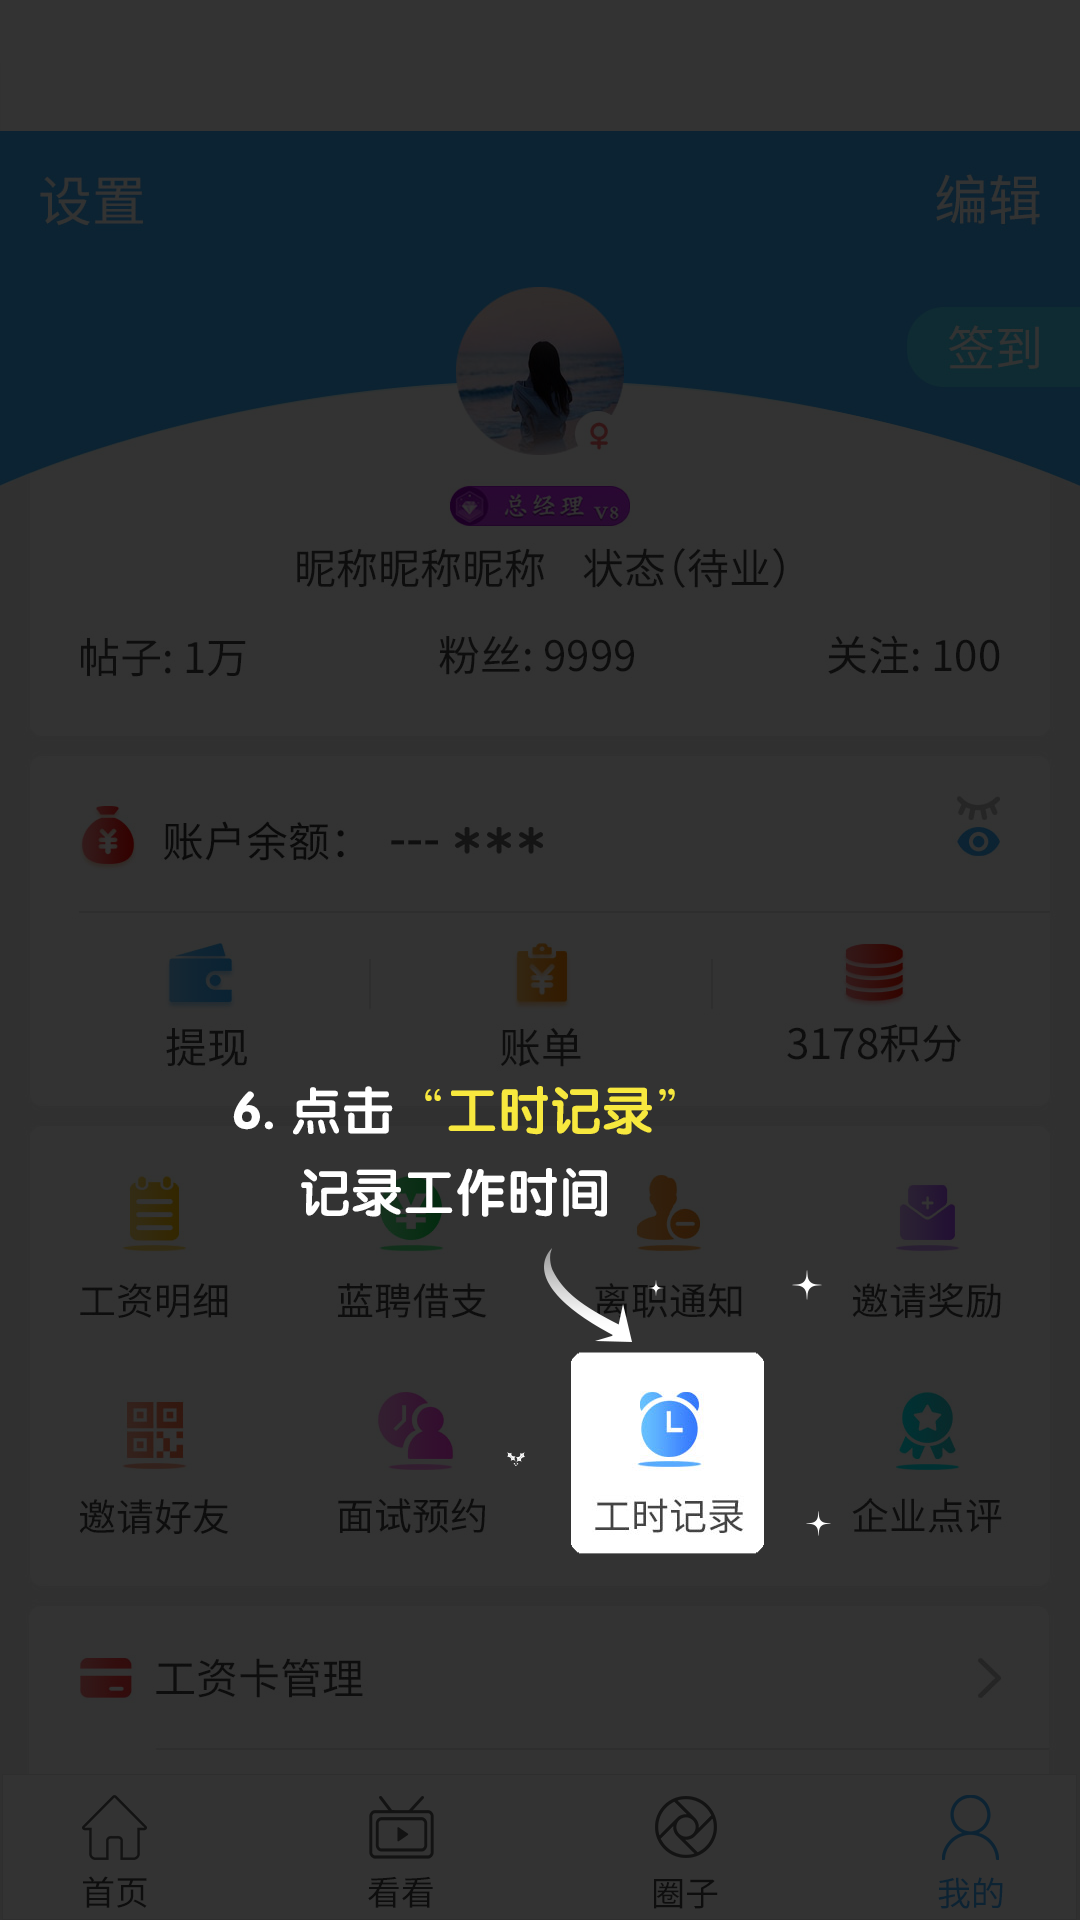 设置
编辑
签到
总经理 V8
昵称昵称昵称 状态(待业)
帖子: 1万
粉丝: 9999
关注: 100
账户余额: --- ***
提现
账单
3178积分
6. 点击“工时记录”
记录工作时间
工资明细
蓝聘借支
离职通知
邀请奖励
邀请好友
面试预约
工时记录
企业点评
工资卡管理
首页
看看
圈子
我的